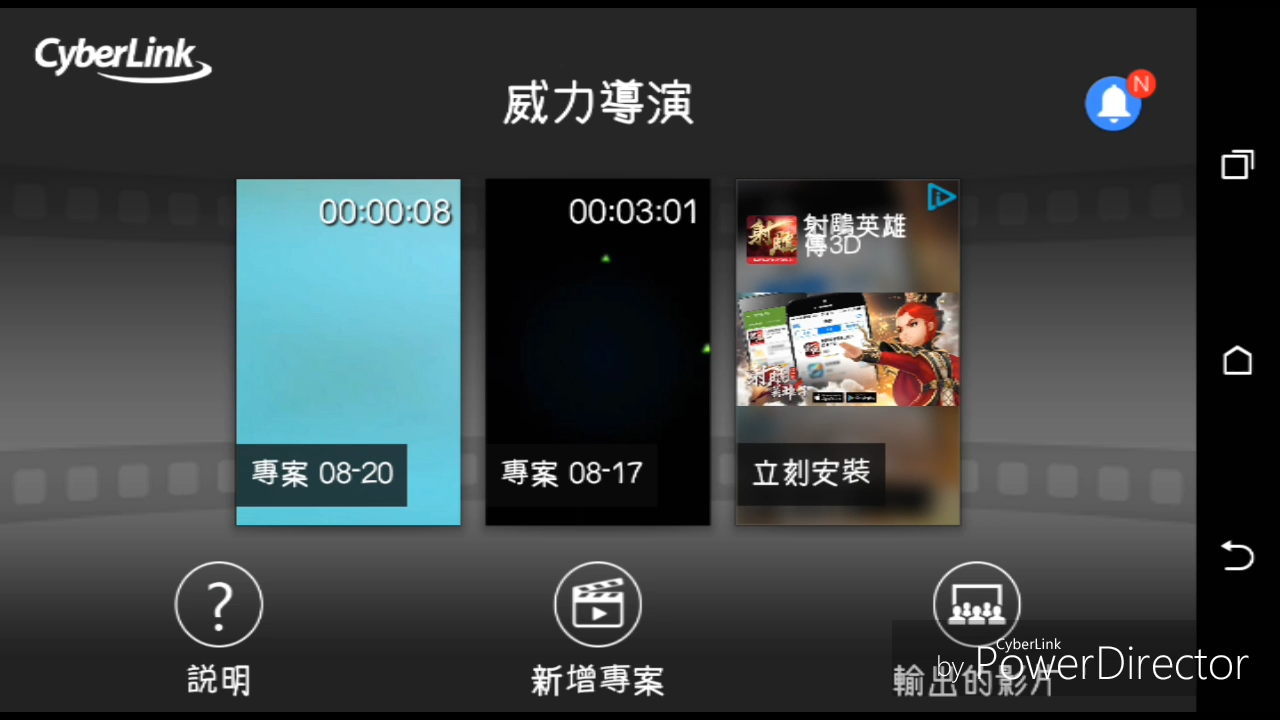 CyberLink
威力導演
N
00:00:08
00:03:01
射鵰英雄
傳3D
射鵰
專案 08-20
專案 08-17
立刻安裝
?
說明
新增專案
輸出的影片
CyberLink
by PowerDirector